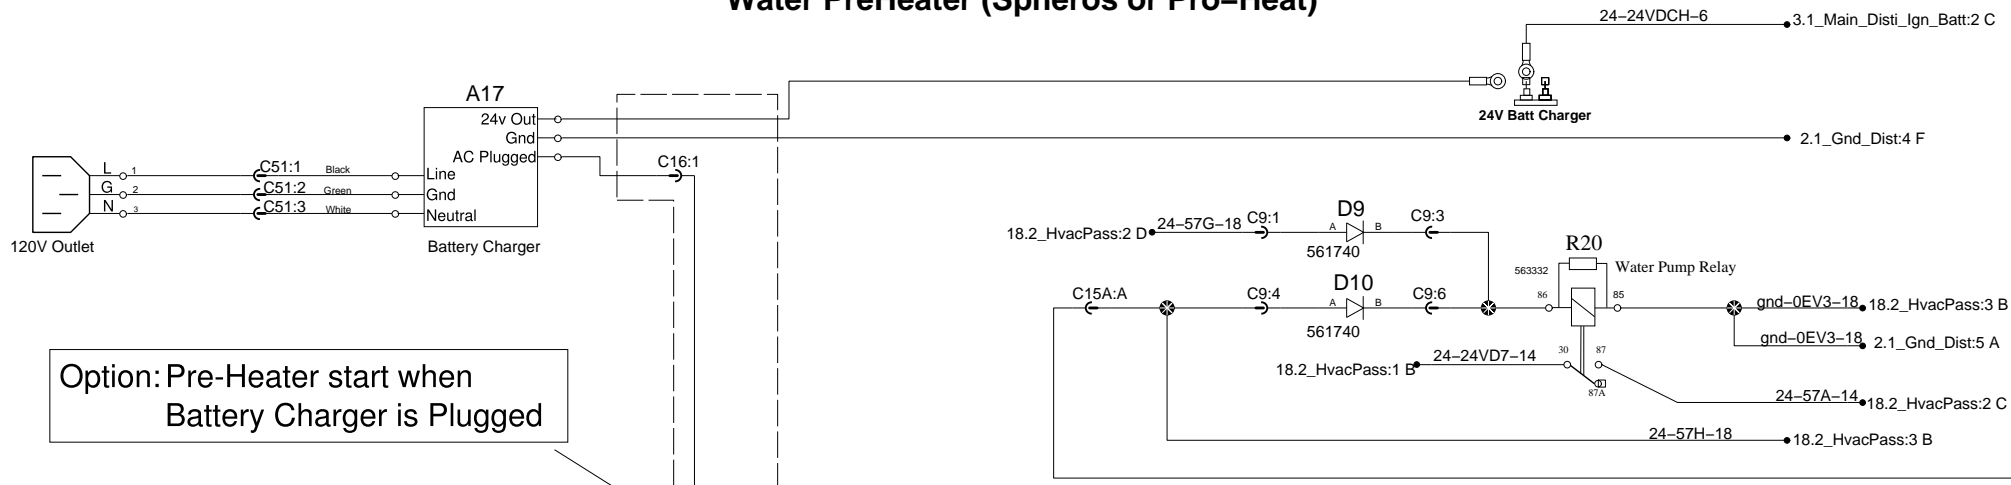 Water PreHeater (Spheros or Pro−Heat)
24−24VDCH−6
3.1_Main_Disti_Ign_Batt:2 C
24V Batt Charger
A17
24v Out
Gnd
AC Plugged
2.1_Gnd_Dist:4 F
C16:1
L 1 C51:1 Black Line
G 2 C51:2 Green Gnd
N 3 C51:3 White Neutral
120V Outlet
Battery Charger
18.2_HvacPass:2 D 24−57G−18 C9:1 A D9 B C9:3
561740
R20
563332 Water Pump Relay
C15A:A C9:4 A D10 B C9:6 86 85 gnd−0EV3−18 18.2_HvacPass:3 B
561740
gnd−0EV3−18 2.1_Gnd_Dist:5 A
18.2_HvacPass:1 B 24−24VD7−14 30 87
87A
24−57A−14 18.2_HvacPass:2 C
24−57H−18 18.2_HvacPass:3 B
Option: Pre-Heater start when
Battery Charger is Plugged